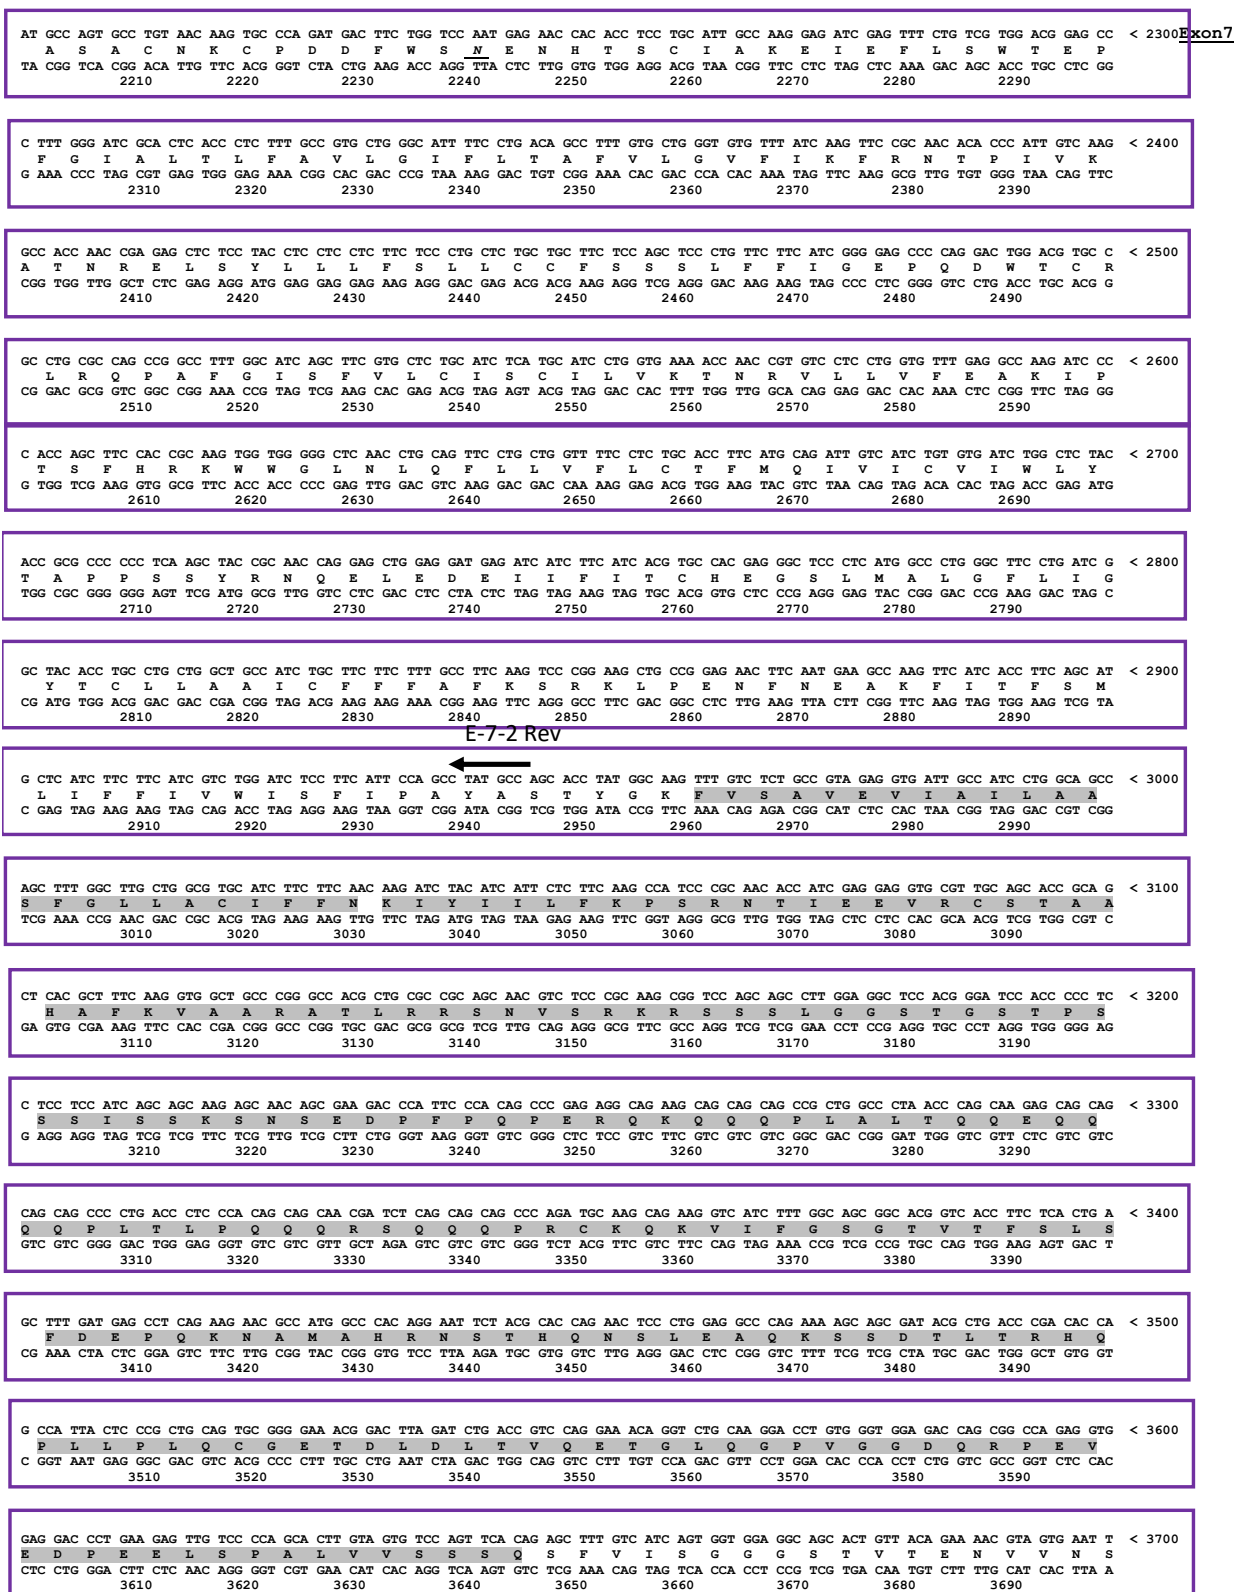 AT GCC AGT GCC TGT AAC AAG TGC CCA GAT GAC TTC TGG TCC AAT GAG AAC CAC ACC TCC TGC ATT GCC AAG GAG ATC GAG TTT CTG TCG TGG ACG GAG CC < 2300 Exon7
A S A C N K C P D D F W S N E N H T S C I A K E I E F L S W T E P
TA CGG TCA CGG ACA TTG TTC ACG GGT CTA CTG AAG ACC AGG TTA CTC TTG GTG TGG AGG ACG TAA CGG TTC CTC TAG CTC AAA GAC AGC ACC TGC CTC GG
2210 2220 2230 2240 2250 2260 2270 2280 2290
C TTT GGG ATC GCA CTC ACC CTC TTT GCC GTG CTG GGC ATT TTC CTG ACA GCC TTT GTG CTG GGT GTG TTT ATC AAG TTC CGC AAC ACA CCC ATT GTC AAG < 2400
F G I A L T L F A V L G I F L T A F V L G V F I K F R N T P I V K
G AAA CCC TAG CGT GAG TGG GAG AAA CGG CAC GAC CCG TAA AAG GAC TGT CGG AAA CAC GAC CCA CAC AAA TAG TTC AAG GCG TTG TGT GGG TAA CAG TTC
2310 2320 2330 2340 2350 2360 2370 2380 2390
GCC ACC AAC CGA GAG CTC TCC TAC CTC CTC CTC TTC TCC CTG CTC TGC TGC TTC TCC AGC TCC CTG TTC TTC ATC GGG GAG CCC CAG GAC TGG ACG TGC C < 2500
A T N R E L S Y L L L F S L L C C F S S S L F F I G E P Q D W T C R
CGG TGG TTG GCT CTC GAG AGG ATG GAG GAG GAG AAG AGG GAC GAG ACG ACG AAG AGG TCG AGG GAC AAG AAG TAG CCC CTC GGG GTC CTG ACC TGC ACG G
2410 2420 2430 2440 2450 2460 2470 2480 2490
GC CTG CGC CAG CCG GCC TTT GGC ATC AGC TTC GTG CTC TGC ATC TCA TGC ATC CTG GTG AAA ACC AAC CGT GTC CTC CTG GTG TTT GAG GCC AAG ATC CC < 2600
L R Q P A F G I S F V L C I S C I L V K T N R V L L V F E A K I P
CG GAC GCG GTC GGC CGG AAA CCG TAG TCG AAG CAC GAG ACG TAG AGT ACG TAG GAC CAC TTT TGG TTG GCA CAG GAG GAC CAC AAA CTC CGG TTC TAG GG
2510 2520 2530 2540 2550 2560 2570 2580 2590
C ACC AGC TTC CAC CGC AAG TGG TGG GGG CTC AAC CTG CAG TTC CTG CTG GTT TTC CTC TGC ACC TTC ATG CAG ATT GTC ATC TGT GTG ATC TGG CTC TAC < 2700
T S F H R K W W G L N L Q F L L V F L C T F M Q I V I C V I W L Y
G TGG TCG AAG GTG GCG TTC ACC ACC CCC GAG TTG GAC GTC AAG GAC GAC CAA AAG GAG ACG TGG AAG TAC GTC TAA CAG TAG ACA CAC TAG ACC GAG ATG
2610 2620 2630 2640 2650 2660 2670 2680 2690
ACC GCG CCC CCC TCA AGC TAC CGC AAC CAG GAG CTG GAG GAT GAG ATC ATC TTC ATC ACG TGC CAC GAG GGC TCC CTC ATG GCC CTG GGC TTC CTG ATC G < 2800
T A P P S S Y R N Q E L E D E I I F I T C H E G S L M A L G F L I G
TGG CGC GGG GGG AGT TCG ATG GCG TTG GTC CTC GAC CTC CTA CTC TAG TAG AAG TAG TGC ACG GTG CTC CCG AGG GAG TAC CGG GAC CCG AAG GAC TAG C
2710 2720 2730 2740 2750 2760 2770 2780 2790
GC TAC ACC TGC CTG CTG GCT GCC ATC TGC TTC TTC TTT GCC TTC AAG TCC CGG AAG CTG CCG GAG AAC TTC AAT GAA GCC AAG TTC ATC ACC TTC AGC AT < 2900
Y T C L L A A I C F F F A F K S R K L P E N F N E A K F I T F S M
CG ATG TGG ACG GAC GAC CGA CGG TAG ACG AAG AAG AAA CGG AAG TTC AGG GCC TTC GAC GGC CTC TTG AAG TTA CTT CGG TTC AAG TAG TGG AAG TCG TA
2810 2820 2830 2840 2850 2860 2870 2880 2890
E-7-2 Rev
G CTC ATC TTC TTC ATC GTC TGG ATC TCC TTC ATT CCA GCC TAT GCC AGC ACC TAT GGC AAG TTT GTC TCT GCC GTA GAG GTG ATT GCC ATC CTG GCA GCC < 3000
L I F F I V W I S F I P A Y A S T Y G K F V S A V E V I A I L A A
C GAG TAG AAG AAG TAG CAG ACC TAG AGG AAG TAA GGT CGG ATA CGG TCG TGG ATA CCG TTC AAA CAG AGA CGG CAT CTC CAC TAA CGG TAG GAC CGT CGG
2910 2920 2930 2940 2950 2960 2970 2980 2990
AGC TTT GGC TTG CTG GCG TGC ATC TTC TTC AAC AAG ATC TAC ATC ATT CTC TTC AAG CCA TCC CGC AAC ACC ATC GAG GAG GTG CGT TGC AGC ACC GCA G < 3100
S F G L L A C I F F N K I Y I I L F K P S R N T I E E V R C S T A A
TCG AAA CCG AAC GAC CGC ACG TAG AAG AAG TTG TTC TAG ATG TAG TAA GAG AAG TTC GGT AGG GCG TTG TGG TAG CTC CTC CAC GCA ACG TCG TGG CGT C
3010 3020 3030 3040 3050 3060 3070 3080 3090
CT CAC GCT TTC AAG GTG GCT GCC CGG GCC ACG CTG CGC CGC AGC AAC GTC TCC CGC AAG CGG TCC AGC AGC CTT GGA GGC TCC ACG GGA TCC ACC CCC TC < 3200
H A F K V A A R A T L R R S N V S R K R S S S L G G S T G S T P S
GA GTG CGA AAG TTC CAC CGA CGG GCC CGG TGC GAC GCG GCG TCG TTG CAG AGG GCG TTC GCC AGG TCG TCG GAA CCT CCG AGG TGC CCT AGG TGG GGG AG
3110 3120 3130 3140 3150 3160 3170 3180 3190
C TCC TCC ATC AGC AGC AAG AGC AAC AGC GAA GAC CCA TTC CCA CAG CCC GAG AGG CAG AAG CAG CAG CAG CCG CTG GCC CTA ACC CAG CAA GAG CAG CAG < 3300
S S I S S K S N S E D P F P Q P E R Q K Q Q Q P L A L T Q Q E Q Q
G AGG AGG TAG TCG TCG TTC TCG TTG TCG CTT CTG GGT AAG GGT GTC GGG CTC TCC GTC TTC GTC GTC GTC GGC GAC CGG GAT TGG GTC GTT CTC GTC GTC
3210 3220 3230 3240 3250 3260 3270 3280 3290
CAG CAG CCC CTG ACC CTC CCA CAG CAG CAA CGA TCT CAG CAG CAG CCC AGA TGC AAG CAG AAG GTC ATC TTT GGC AGC GGC ACG GTC ACC TTC TCA CTG A < 3400
Q Q P L T L P Q Q Q R S Q Q Q P R C K Q K V I F G S G T V T F S L S
GTC GTC GGG GAC TGG GAG GGT GTC GTC GTT GCT AGA GTC GTC GTC GGG TCT ACG TTC GTC TTC CAG TAG AAA CCG TCG CCG TGC CAG TGG AAG AGT GAC T
3310 3320 3330 3340 3350 3360 3370 3380 3390
GC TTT GAT GAG CCT CAG AAG AAC GCC ATG GCC CAC AGG AAT TCT ACG CAC CAG AAC TCC CTG GAG GCC CAG AAA AGC AGC GAT ACG CTG ACC CGA CAC CA < 3500
F D E P Q K N A M A H R N S T H Q N S L E A Q K S S D T L T R H Q
CG AAA CTA CTC GGA GTC TTC TTG CGG TAC CGG GTG TCC TTA AGA TGC GTG GTC TTG AGG GAC CTC CGG GTC TTT TCG TCG CTA TGC GAC TGG GCT GTG GT
3410 3420 3430 3440 3450 3460 3470 3480 3490
G CCA TTA CTC CCG CTG CAG TGC GGG GAA ACG GAC TTA GAT CTG ACC GTC CAG GAA ACA GGT CTG CAA GGA CCT GTG GGT GGA GAC CAG CGG CCA GAG GTG < 3600
P L L P L Q C G E T D L D L T V Q E T G L Q G P V G G D Q R P E V
C GGT AAT GAG GGC GAC GTC ACG CCC CTT TGC CTG AAT CTA GAC TGG CAG GTC CTT TGT CCA GAC GTT CCT GGA CAC CCA CCT CTG GTC GCC GGT CTC CAC
3510 3520 3530 3540 3550 3560 3570 3580 3590
GAG GAC CCT GAA GAG TTG TCC CCA GCA CTT GTA GTG TCC AGT TCA CAG AGC TTT GTC ATC AGT GGT GGA GGC AGC ACT GTT ACA GAA AAC GTA GTG AAT T < 3700
E D P E E L S P A L V V S S S Q S F V I S G G G S T V T E N V V N S
CTC CTG GGA CTT CTC AAC AGG GGT CGT GAA CAT CAC AGG TCA AGT GTC TCG AAA CAG TAG TCA CCA CCT CCG TCG TGA CAA TGT CTT TTG CAT CAC TTA A
3610 3620 3630 3640 3650 3660 3670 3680 3690